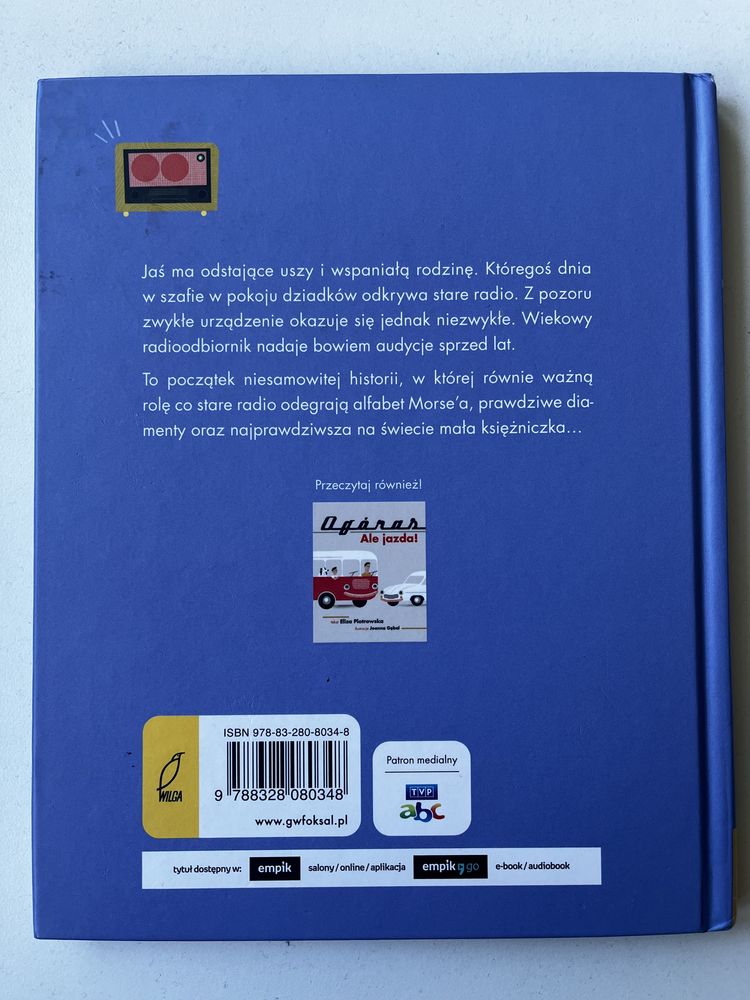 Jaś ma odstające uszy i wspaniałą rodzinę. Któregoś dnia
w szafie w pokoju dziadków odkrywa stare radio. Z pozoru
zwykłe urządzenie okazuje się jednak niezwykłe. Wiekowy
radioodbiornik nadaje bowiem audycje sprzed lat.
To początek niesamowitej historii, w której równie ważną
rolę co stare radio odegrają alfabet Morse’a, prawdziwe dia-
menty oraz najprawdziwsza na świecie mała księżniczka…
Przeczytaj również!
Ogóras
Ale jazda!
tekst Eliza Piotrowska
ilustracje Joanna Gębal
ISBN 978-83-280-8034-8
9 788328 080348
WILGA
www.gwfoksal.pl
Patron medialny
TVP
abc
tytuł dostępny w: empik salony/online/aplikacja empik go e-book/audiobook